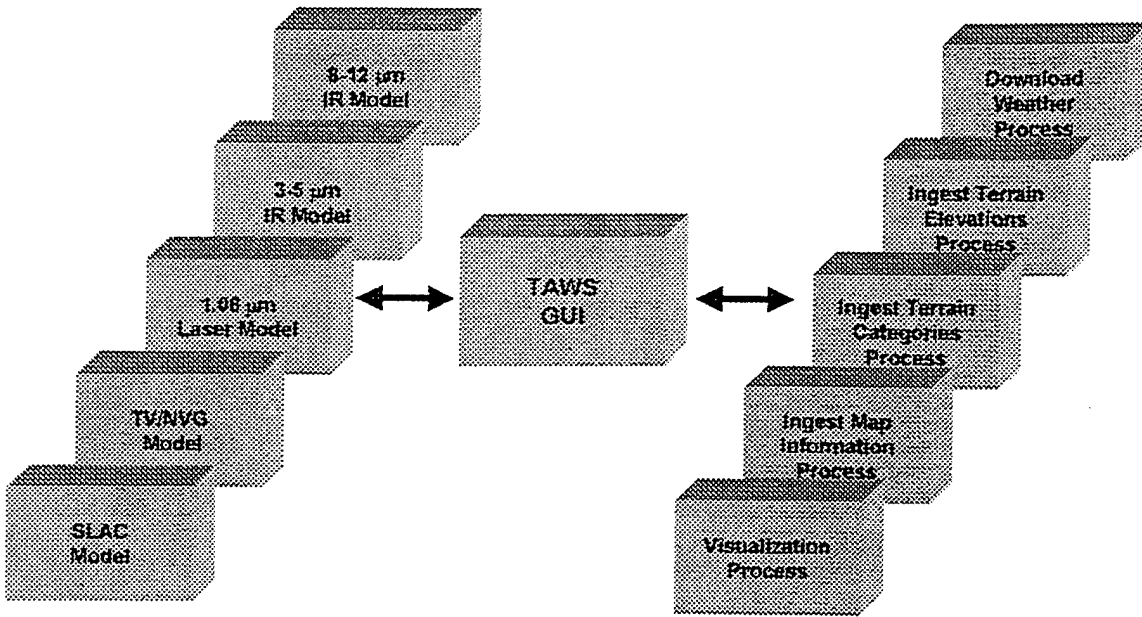 8-12 µm
IR Model
3-5 µm
IR Model
1.06 µm
Laser Model
TV/NVG
Model
SLAC
Model
TAWS
GUI
Download
Weather
Process
Ingest Terrain
Elevations
Process
Ingest Terrain
Categories
Process
Ingest Map
Information
Process
Visualization
Process